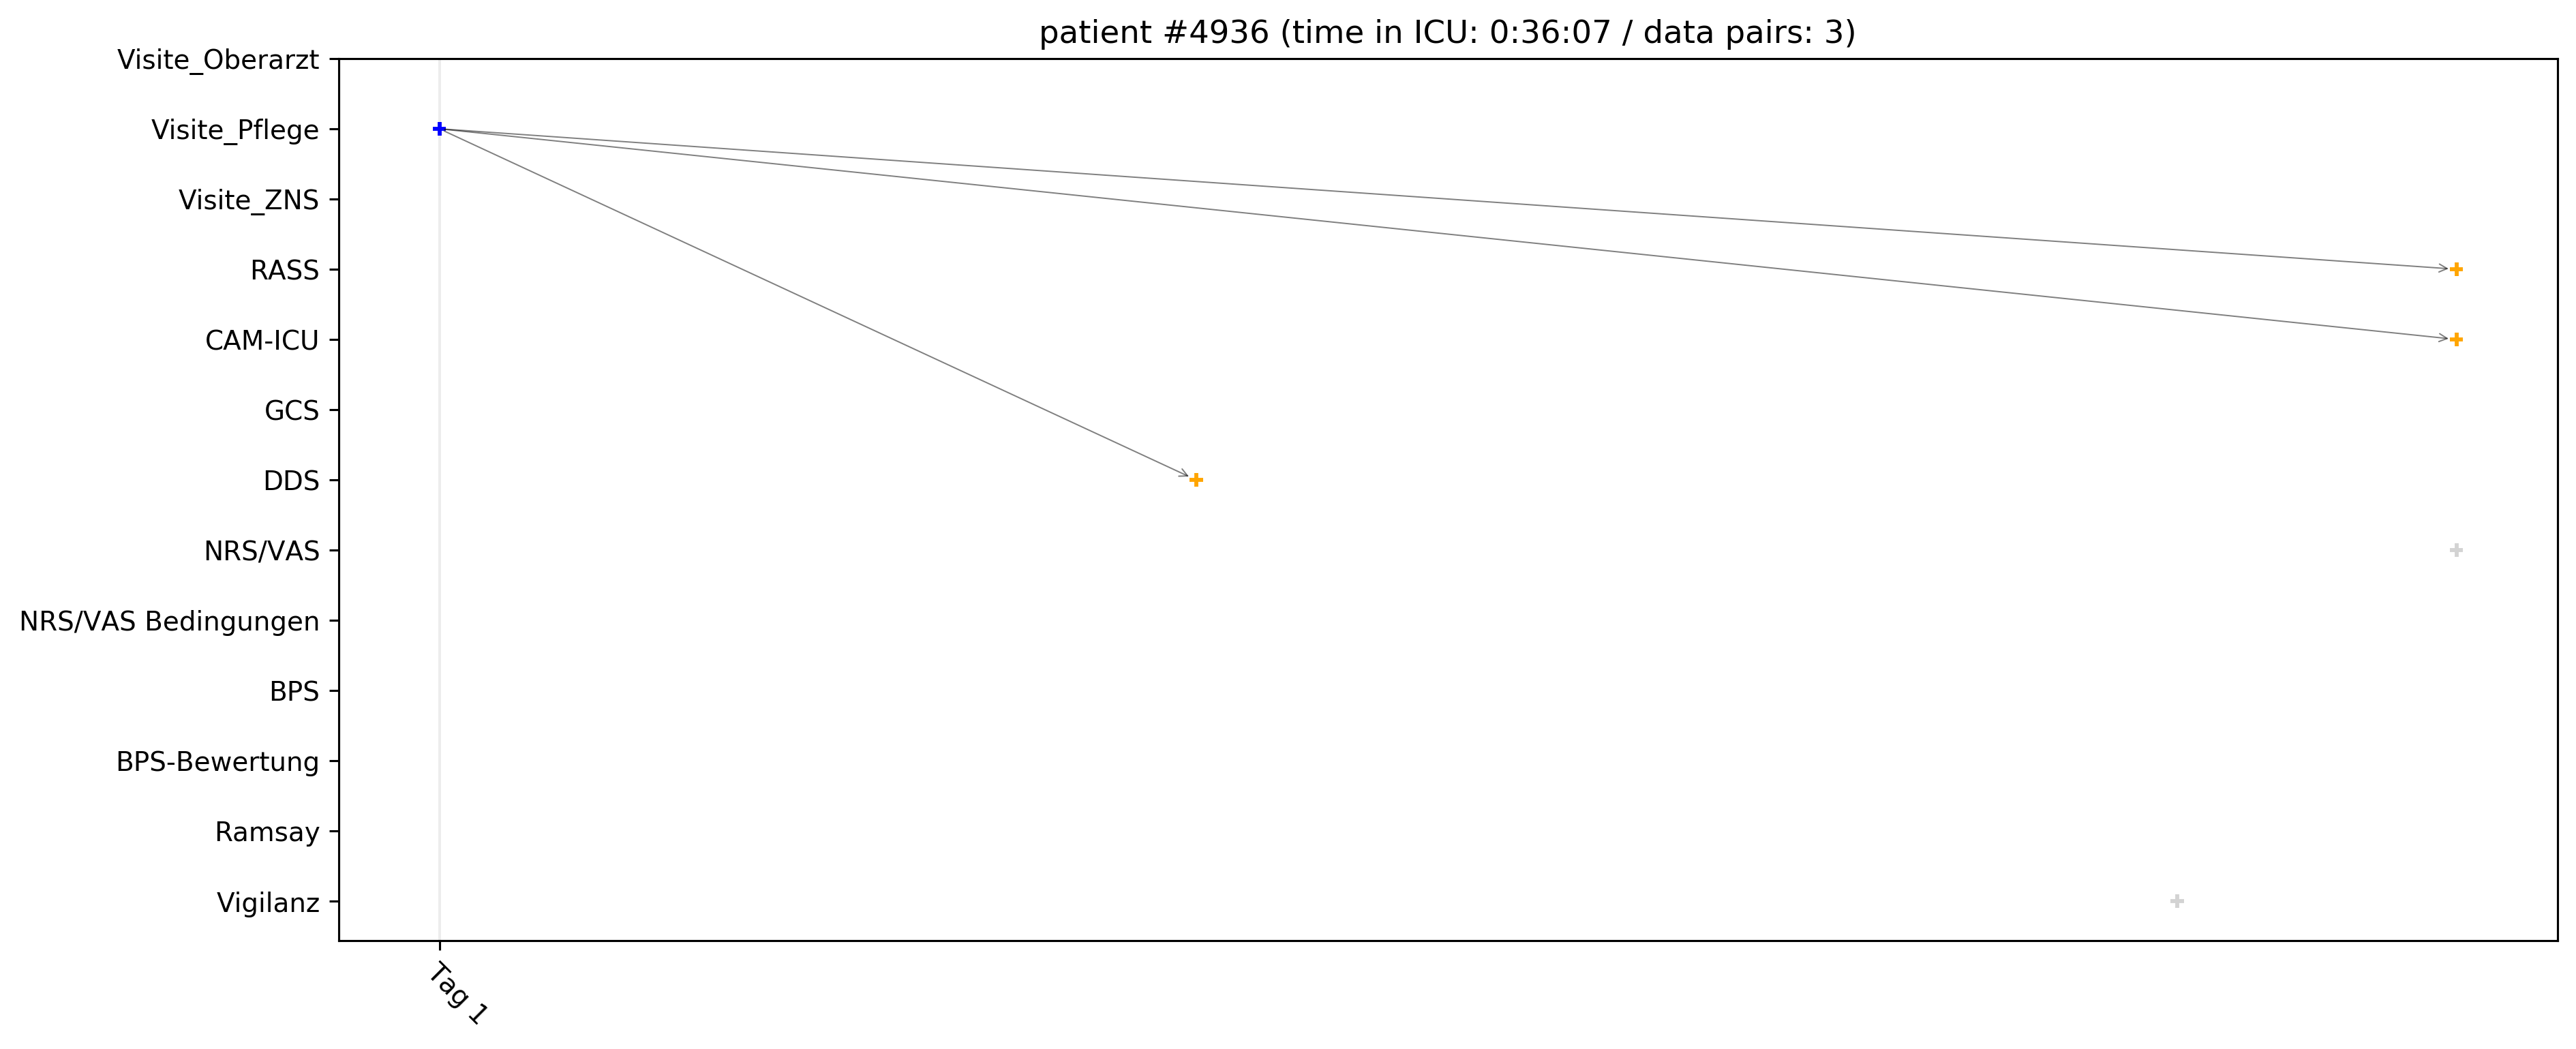 patient #4936 (time in ICU: 0:36:07 / data pairs: 3)
Visite_Oberarzt
Visite_Pflege
Visite_ZNS
RASS
CAM-ICU
GCS
DDS
NRS/VAS
NRS/VAS Bedingungen
BPS
BPS-Bewertung
Ramsay
Vigilanz
Tag 1